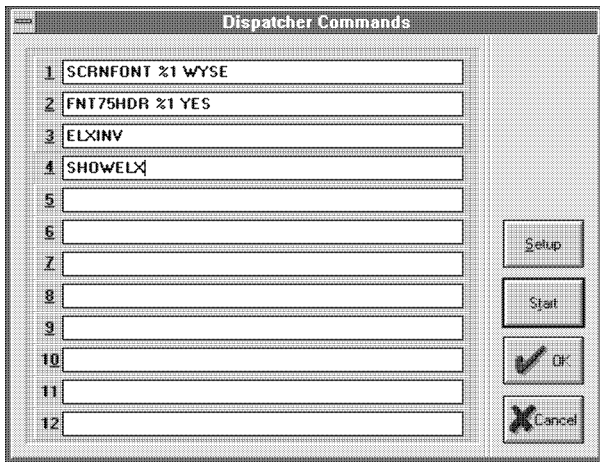 Dispatcher Commands
1 SCRNFONT %1 WYSE
2 FNT75HDR %1 YES
3 ELXINV
4 SHOWELX
5
6
7
8
9
10
11
12
Setup
Start
OK
Cancel